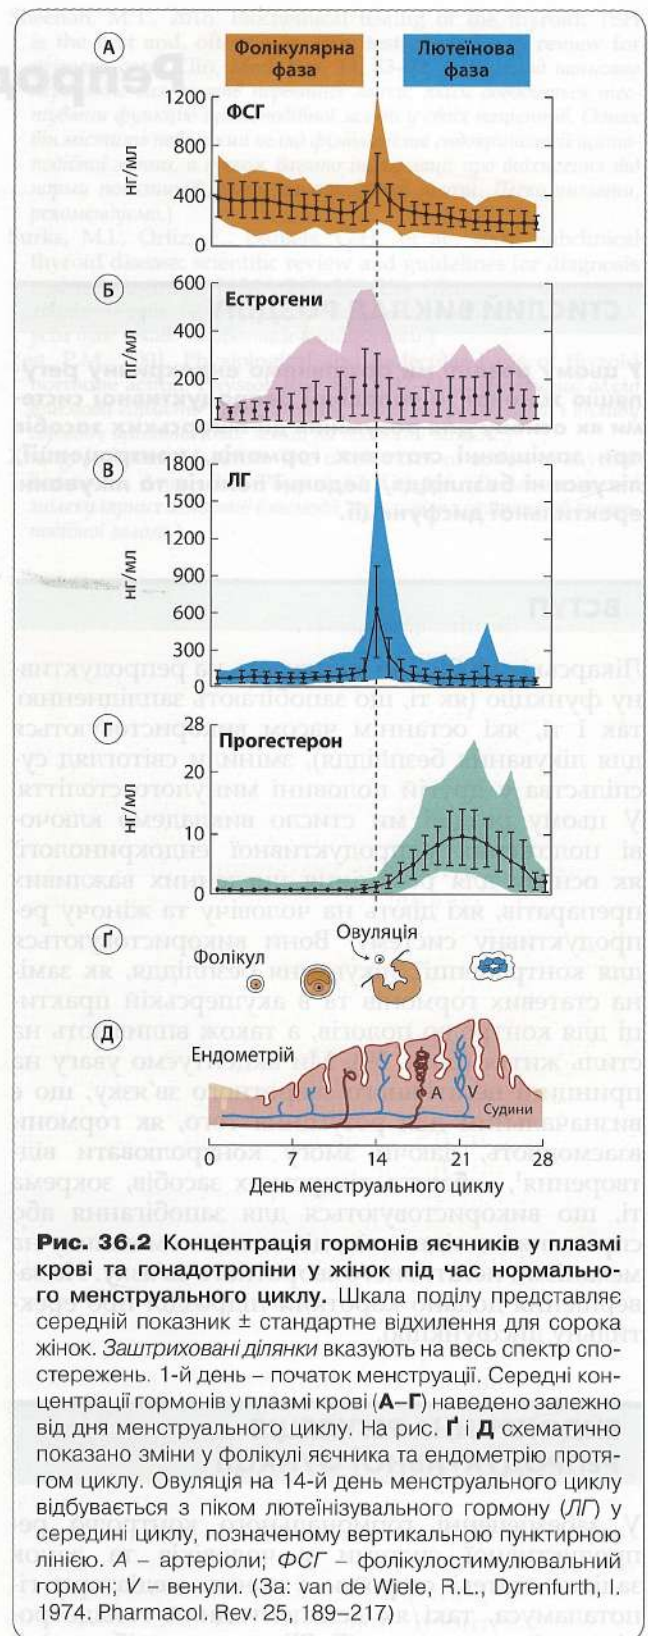 А
Фолікулярна
фаза
Лютеїнова
фаза
ФСГ
нг/мл
1200
800
400
0
Б
Естрогени
пг/мл
600
400
200
0
В
ЛГ
нг/мл
1800
1500
1200
900
600
300
0
Г
Прогестерон
нг/мл
28
20
10
0
Ґ
Фолікул
Овуляція
Д
Ендометрій
А
V
Судини
0 7 14 21 28
День менструального циклу
Рис. 36.2 Концентрація гормонів яєчників у плазмі
крові та гонадотропіни у жінок під час нормально-
го менструального циклу. Шкала поділу представляє
середній показник ± стандартне відхилення для сорока
жінок. Заштриховані ділянки вказують на весь спектр спо-
стережень. 1-й день – початок менструації. Середні кон-
центрації гормонів у плазмі крові (А–Г) наведено залежно
від дня менструального циклу. На рис. Ґ і Д схематично
показано зміни у фолікулі яєчника та ендометрію протя-
гом циклу. Овуляція на 14-й день менструального циклу
відбувається з піком лютеїнізувального гормону (ЛГ) у
середині циклу, позначеному вертикальною пунктирною
лінією. А – артеріоли; ФСГ – фолікулостимулювальний
гормон; V – венули. (За: van de Wiele, R.L., Dyrenfurth, I.
1974. Pharmacol. Rev. 25, 189–217)